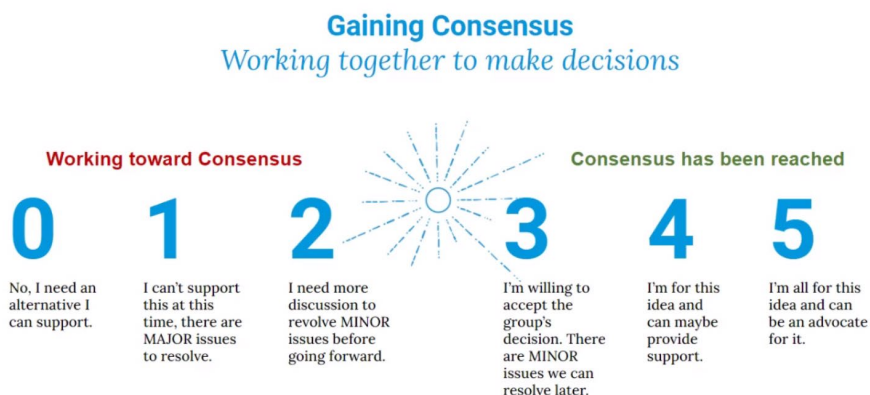 Gaining Consensus
Working together to make decisions
Working toward Consensus
Consensus has been reached
0
No, I need an
alternative I
can support.
1
I can't support
this at this
time, there are
MAJOR issues
to resolve.
2
I need more
discussion to
revolve MINOR
issues before
going forward.
3
I'm willing to
accept the
group's
decision. There
are MINOR
issues we can
resolve later.
4
I'm for this
idea and
can maybe
provide
support.
5
I'm all for this
idea and can
be an advocate
for it.